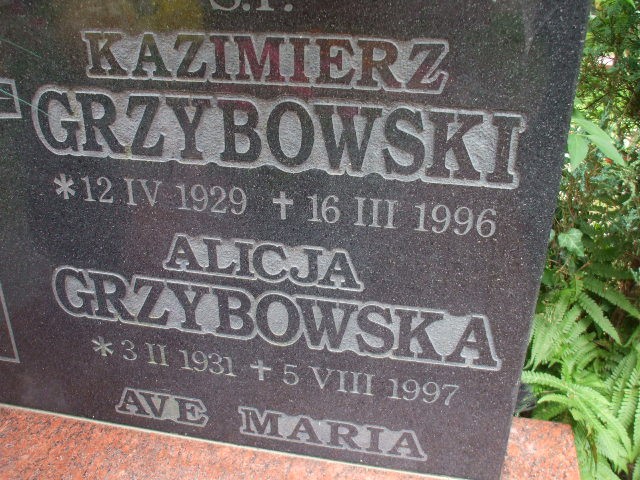 Ś.P.
KAZIMIERZ
GRZYBOWSKI
* 12 IV 1929 ✝ 16 III 1996
ALICJA
GRZYBOWSKA
* 3 II 1931 ✝ 5 VIII 1997
AVE MARIA